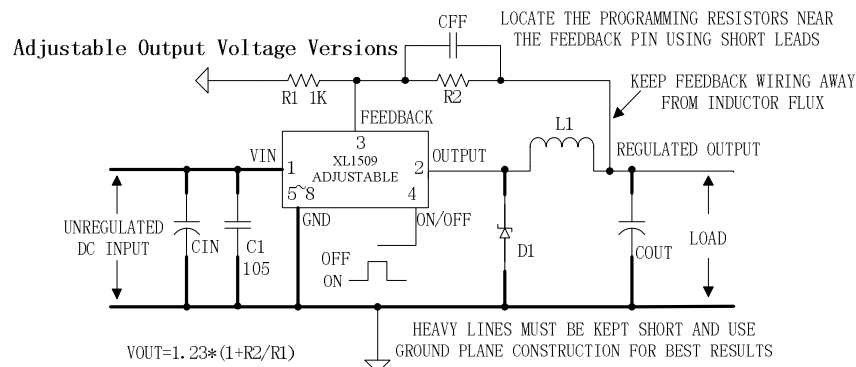 Adjustable Output Voltage Versions
CFF
LOCATE THE PROGRAMMING RESISTORS NEAR
THE FEEDBACK PIN USING SHORT LEADS
R1 1K
R2
KEEP FEEDBACK WIRING AWAY
FROM INDUCTOR FLUX
FEEDBACK
L1
VIN
3
XL1509
ADJUSTABLE
1
2
OUTPUT
REGULATED OUTPUT
5~8
4
GND
ON/OFF
UNREGULATED
DC INPUT
CIN
C1
105
OFF
ON
D1
COUT
LOAD
VOUT=1.23*(1+R2/R1)
HEAVY LINES MUST BE KEPT SHORT AND USE
GROUND PLANE CONSTRUCTION FOR BEST RESULTS